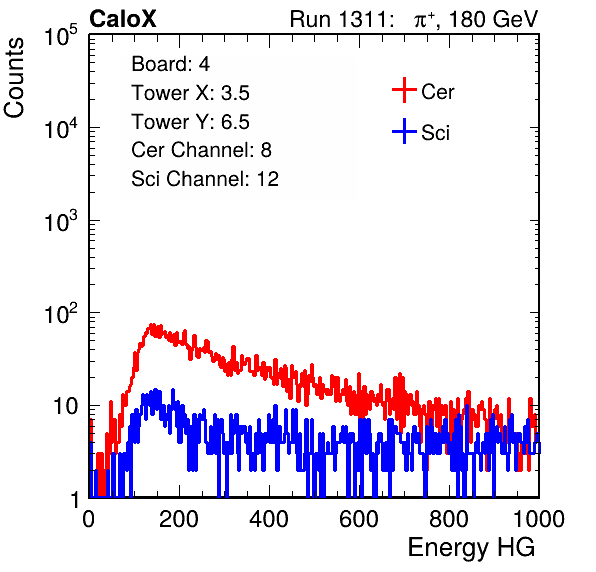 CaloX Run 1311: π⁺, 180 GeV
Counts
Board: 4
Tower X: 3.5
Tower Y: 6.5
Cer Channel: 8
Sci Channel: 12
Cer
Sci
10⁵
10⁴
10³
10²
10
1
0 200 400 600 800 1000
Energy HG